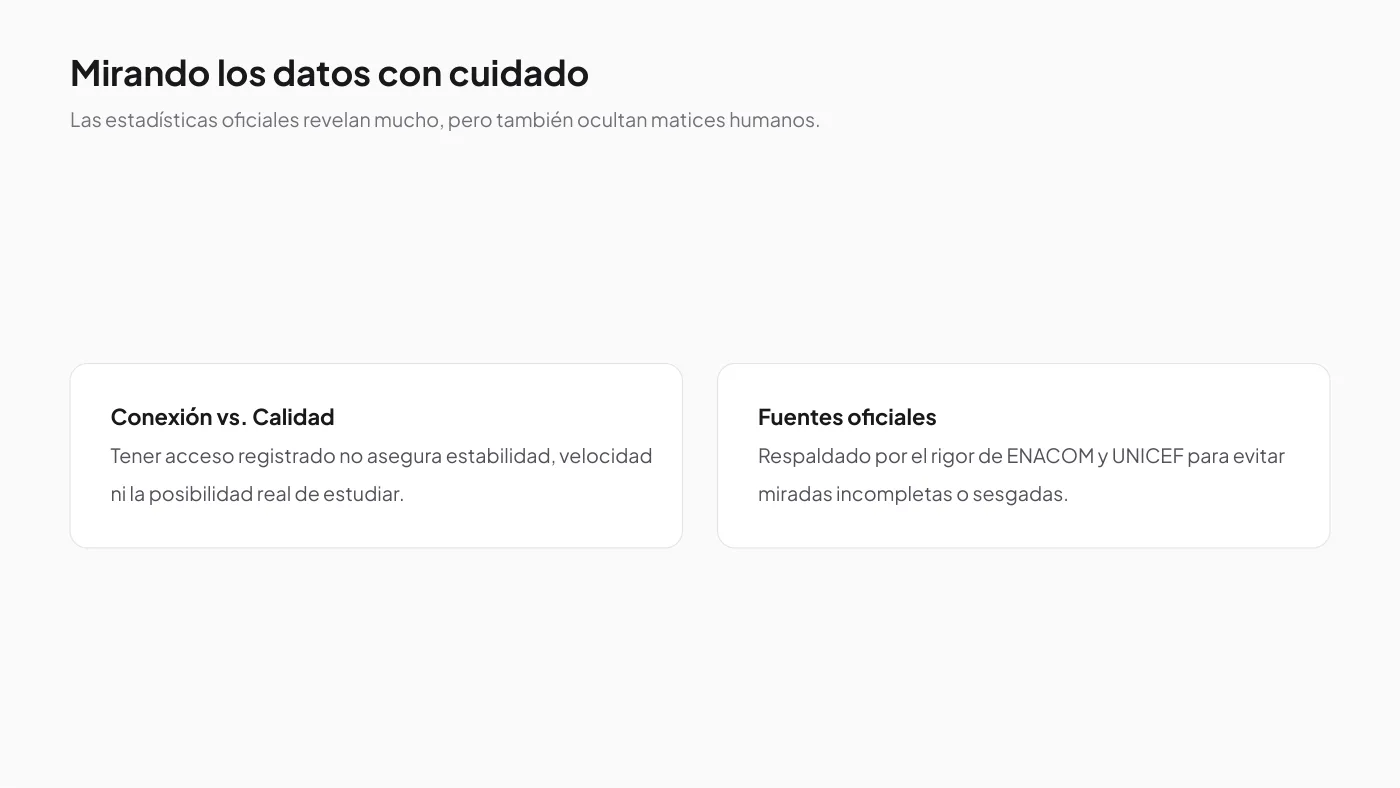 Mirando los datos con cuidado
Las estadísticas oficiales revelan mucho, pero también ocultan matices humanos.
Conexión vs. Calidad
Tener acceso registrado no asegura estabilidad, velocidad
ni la posibilidad real de estudiar.
Fuentes oficiales
Respaldado por el rigor de ENACOM y UNICEF para evitar
miradas incompletas o sesgadas.